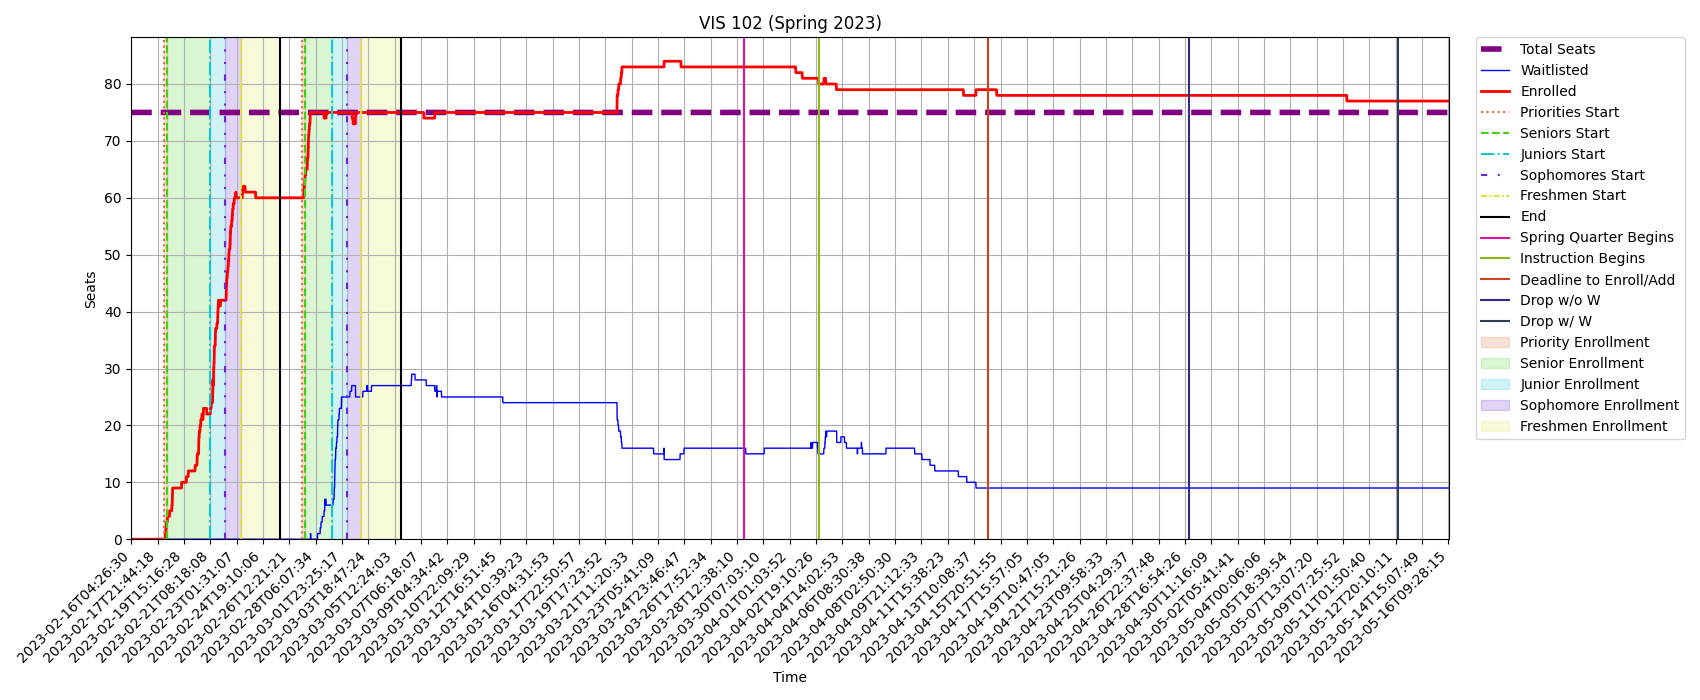 VIS 102 (Spring 2023)
Seats
80
70
60
50
40
30
20
10
0
2023-02-16T04:26:30
2023-02-17T21:44:18
2023-02-19T15:16:28
2023-02-21T08:18:08
2023-02-23T01:31:07
2023-02-24T19:10:06
2023-02-26T12:21:21
2023-02-28T06:07:34
2023-03-01T23:25:17
2023-03-03T18:47:24
2023-03-05T12:24:03
2023-03-07T06:18:07
2023-03-09T04:34:42
2023-03-10T22:09:29
2023-03-12T16:51:45
2023-03-14T10:39:23
2023-03-16T04:31:53
2023-03-17T22:50:57
2023-03-19T17:23:52
2023-03-21T11:20:33
2023-03-23T05:41:09
2023-03-24T23:46:47
2023-03-26T17:52:34
2023-03-28T12:38:10
2023-03-30T07:03:10
2023-04-01T01:03:52
2023-04-02T19:10:26
2023-04-04T14:02:53
2023-04-06T08:30:38
2023-04-08T02:50:30
2023-04-09T21:12:33
2023-04-11T15:38:23
2023-04-13T10:08:37
2023-04-15T20:51:55
2023-04-17T15:57:05
2023-04-19T10:47:05
2023-04-21T15:21:26
2023-04-23T09:58:33
2023-04-25T04:29:37
2023-04-26T22:37:48
2023-04-28T16:54:26
2023-04-30T11:16:09
2023-05-02T05:41:41
2023-05-04T00:06:06
2023-05-05T18:39:54
2023-05-07T13:07:20
2023-05-09T07:25:52
2023-05-11T01:50:40
2023-05-12T20:10:11
2023-05-14T15:07:49
2023-05-16T09:28:15
Time
Total Seats
Waitlisted
Enrolled
Priorities Start
Seniors Start
Juniors Start
Sophomores Start
Freshmen Start
End
Spring Quarter Begins
Instruction Begins
Deadline to Enroll/Add
Drop w/o W
Drop w/ W
Priority Enrollment
Senior Enrollment
Junior Enrollment
Sophomore Enrollment
Freshmen Enrollment